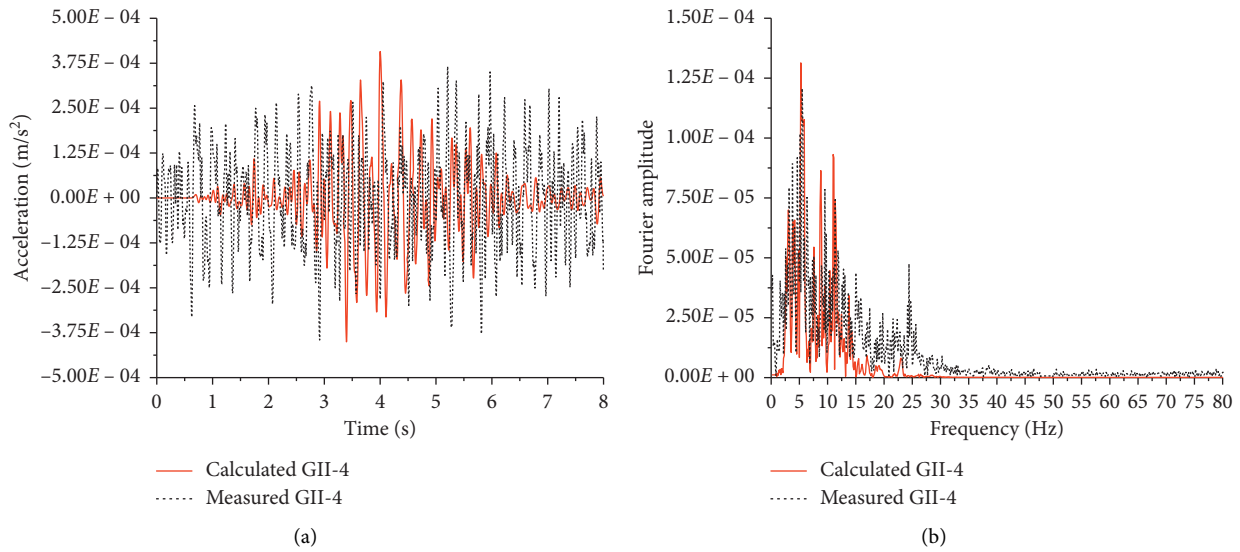 5.00E – 04
3.75E – 04
2.50E – 04
1.25E – 04
0.00E + 00
–1.25E – 04
–2.50E – 04
–3.75E – 04
–5.00E – 04
Acceleration (m/s²)
0 1 2 3 4 5 6 7 8
Time (s)
Calculated GII-4
Measured GII-4
(a)
1.50E – 04
1.25E – 04
1.00E – 04
7.50E – 05
5.00E – 05
2.50E – 05
0.00E + 00
Fourier amplitude
0 5 10 15 20 25 30 35 40 45 50 55 60 65 70 75 80
Frequency (Hz)
Calculated GII-4
Measured GII-4
(b)